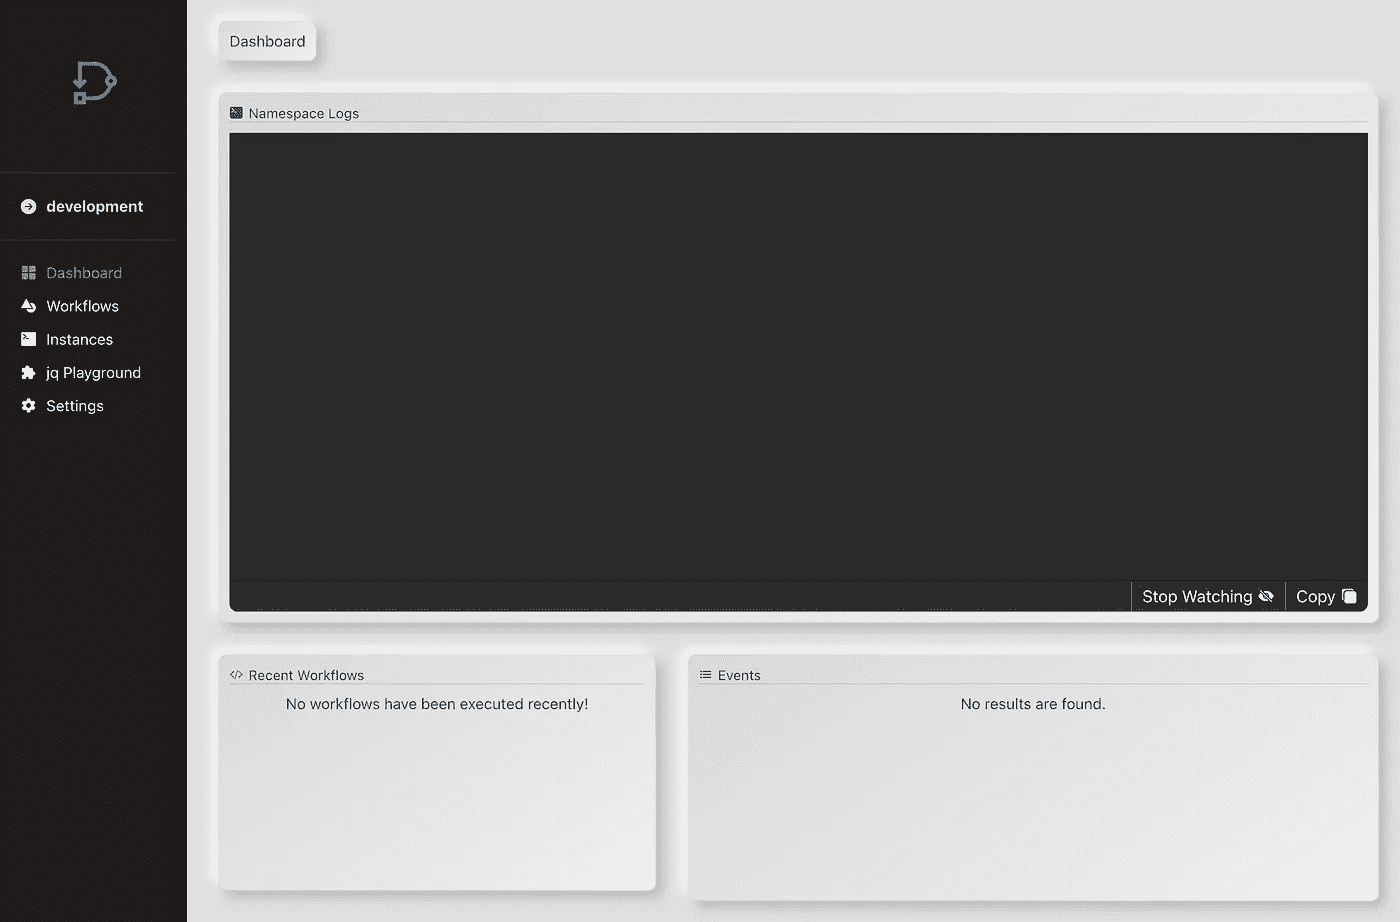 Dashboard
development
Dashboard
Workflows
Instances
jq Playground
Settings
Namespace Logs
Stop Watching
Copy
Recent Workflows
No workflows have been executed recently!
Events
No results are found.